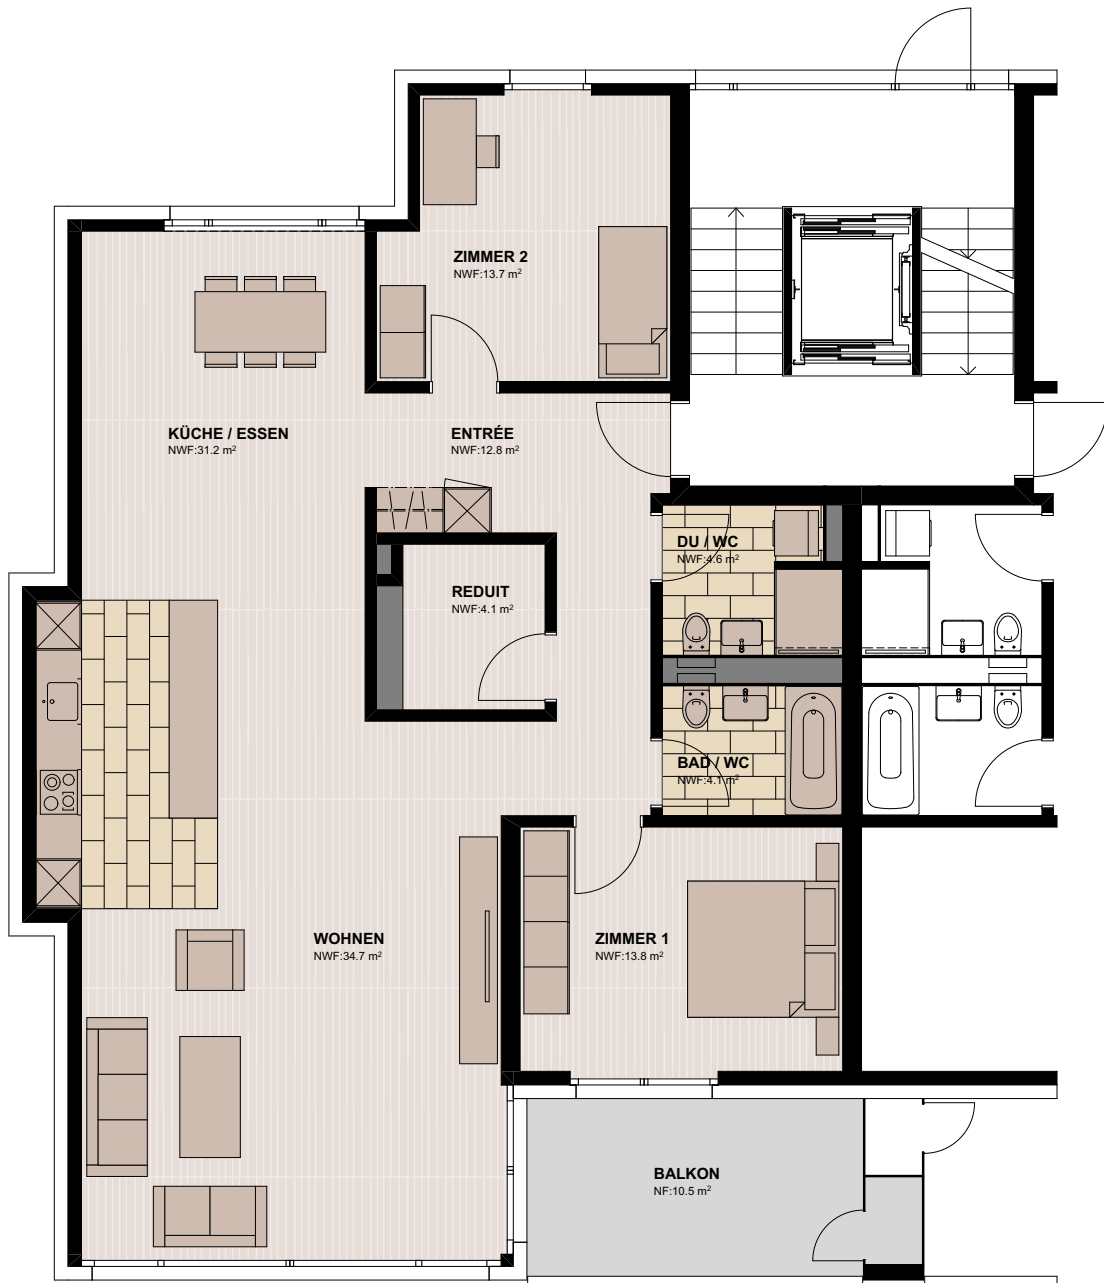 ZIMMER 2
NWF:13.7 m²
KÜCHE / ESSEN
NWF:31.2 m²
ENTRÉE
NWF:12.8 m²
DU / WC
NWF:4.6 m²
REDUIT
NWF:4.1 m²
BAD / WC
NWF:4.1 m²
WOHNEN
NWF:34.7 m²
ZIMMER 1
NWF:13.8 m²
BALKON
NF:10.5 m²